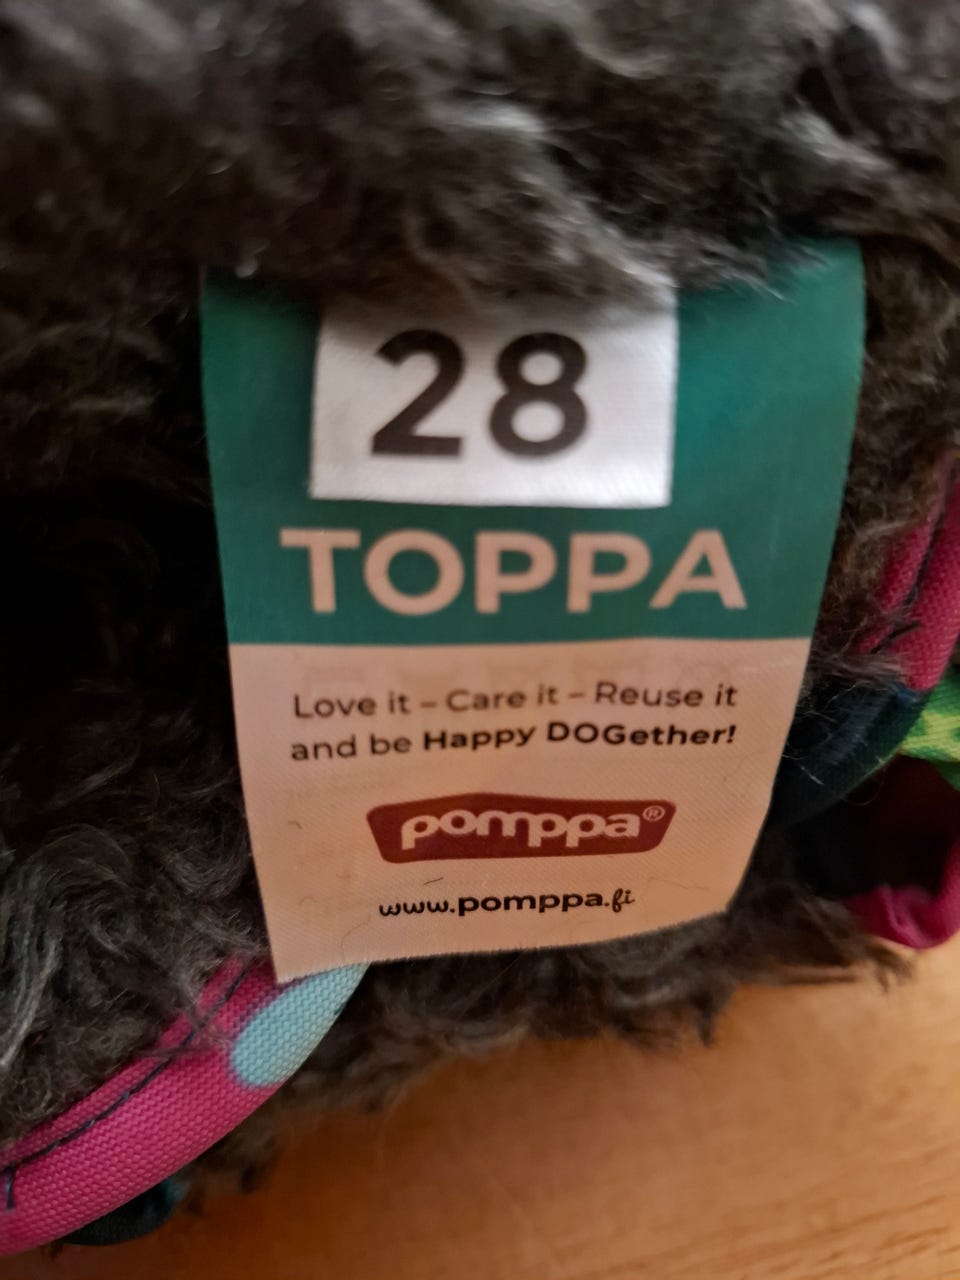 28
TOPPA
Love it – Care it – Reuse it
and be Happy DOGether!
pomppa®
www.pomppa.fi